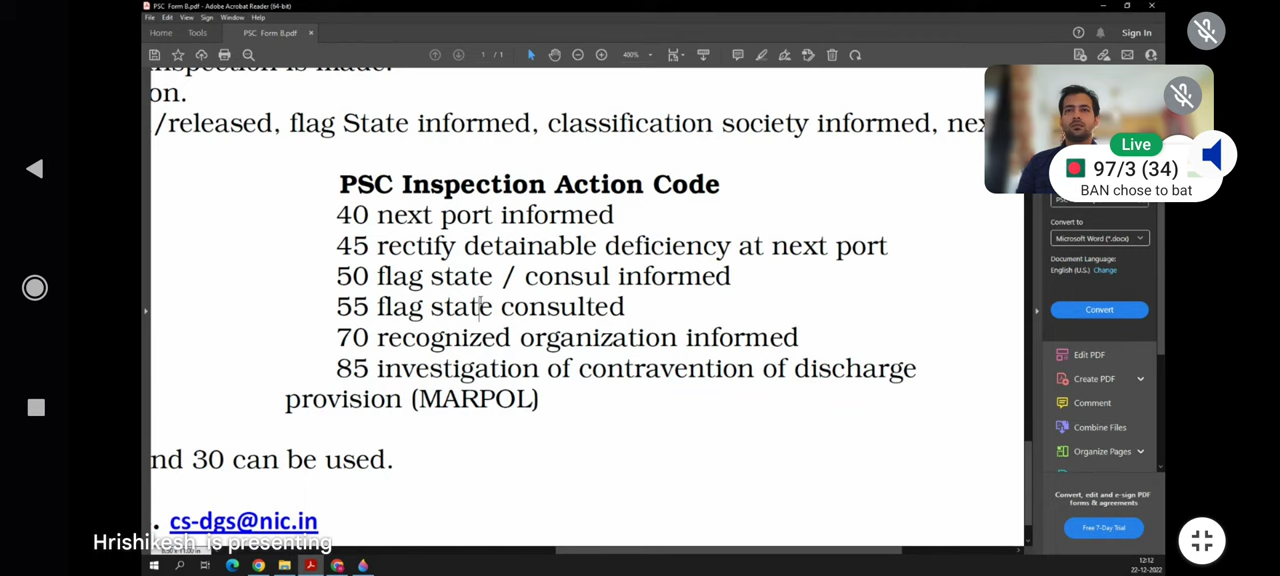 PSC Form B.pdf - Adobe Acrobat Reader (64-bit)
File Edit View Sign Window Help
Home Tools PSC Form B.pdf × Sign In
1 / 1 400%
inspection is made.
on.
/released, flag State informed, classification society informed, nex
Live
97/3 (34)
BAN chose to bat
PSC Inspection Action Code
40 next port informed
45 rectify detainable deficiency at next port
50 flag state / consul informed
55 flag state consulted
70 recognized organization informed
85 investigation of contravention of discharge
provision (MARPOL)
nd 30 can be used.
. cs-dgs@nic.in
Hrishikesh is presenting
Convert to
Microsoft Word (*.docx)
Document Language:
English (U.S.) Change
Convert
Edit PDF
Create PDF
Comment
Combine Files
Organize Pages
Convert, edit and e-sign PDF
forms & agreements
Free 7-Day Trial
12:12
22-12-2022